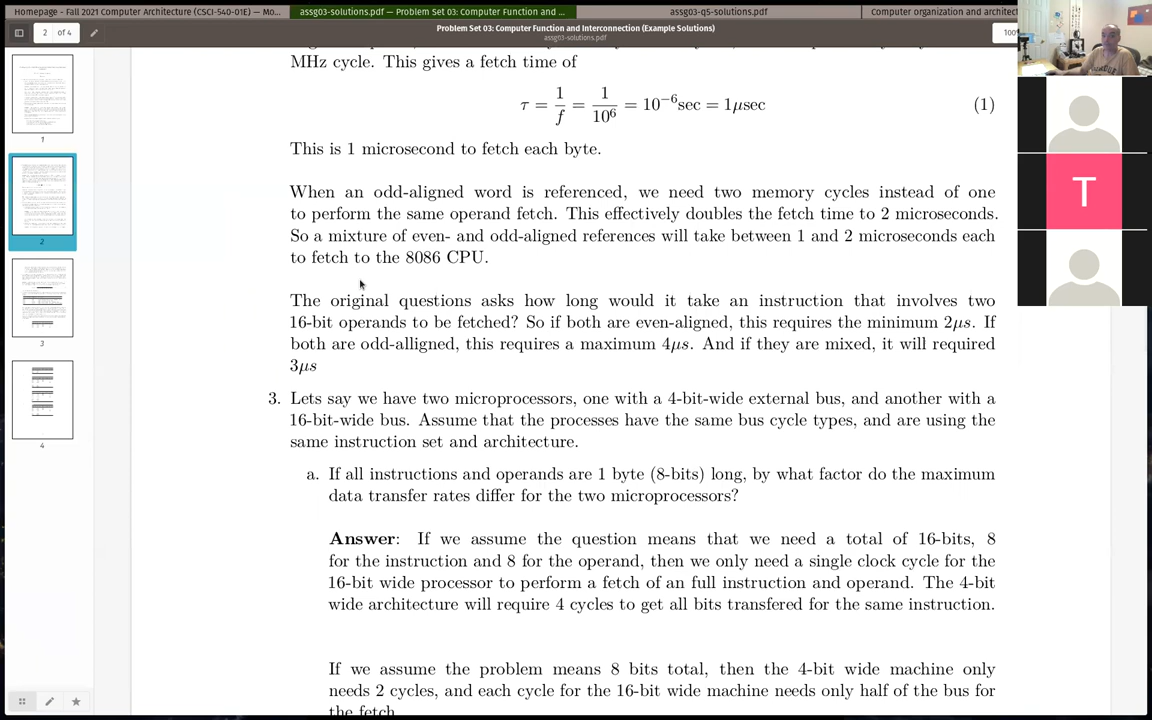 Homepage - Fall 2021 Computer Architecture (CSCI-540-01E) — Mo...
assg03-solutions.pdf — Problem Set 03: Computer Function and ...
assg03-q5-solutions.pdf
Computer organization and architect
2 of 4
Problem Set 03: Computer Function and Interconnection (Example Solutions)
assg03-solutions.pdf
100
MHz cycle. This gives a fetch time of
τ = 1/f = 1/10⁶ = 10⁻⁶sec = 1μsec (1)
This is 1 microsecond to fetch each byte.
When an odd-aligned word is referenced, we need two memory cycles instead of one
to perform the same operand fetch. This effectively doubles the fetch time to 2 microseconds.
So a mixture of even- and odd-aligned references will take between 1 and 2 microseconds each
to fetch to the 8086 CPU.
The original questions asks how long would it take an instruction that involves two
16-bit operands to be fetched? So if both are even-aligned, this requires the minimum 2μs. If
both are odd-alligned, this requires a maximum 4μs. And if they are mixed, it will required
3μs
3. Lets say we have two microprocessors, one with a 4-bit-wide external bus, and another with a
16-bit-wide bus. Assume that the processes have the same bus cycle types, and are using the
same instruction set and architecture.
a. If all instructions and operands are 1 byte (8-bits) long, by what factor do the maximum
data transfer rates differ for the two microprocessors?
Answer: If we assume the question means that we need a total of 16-bits, 8
for the instruction and 8 for the operand, then we only need a single clock cycle for the
16-bit wide processor to perform a fetch of an full instruction and operand. The 4-bit
wide architecture will require 4 cycles to get all bits transfered for the same instruction.
If we assume the problem means 8 bits total, then the 4-bit wide machine only
needs 2 cycles, and each cycle for the 16-bit wide machine needs only half of the bus for
the fetch
1
2
3
4
T